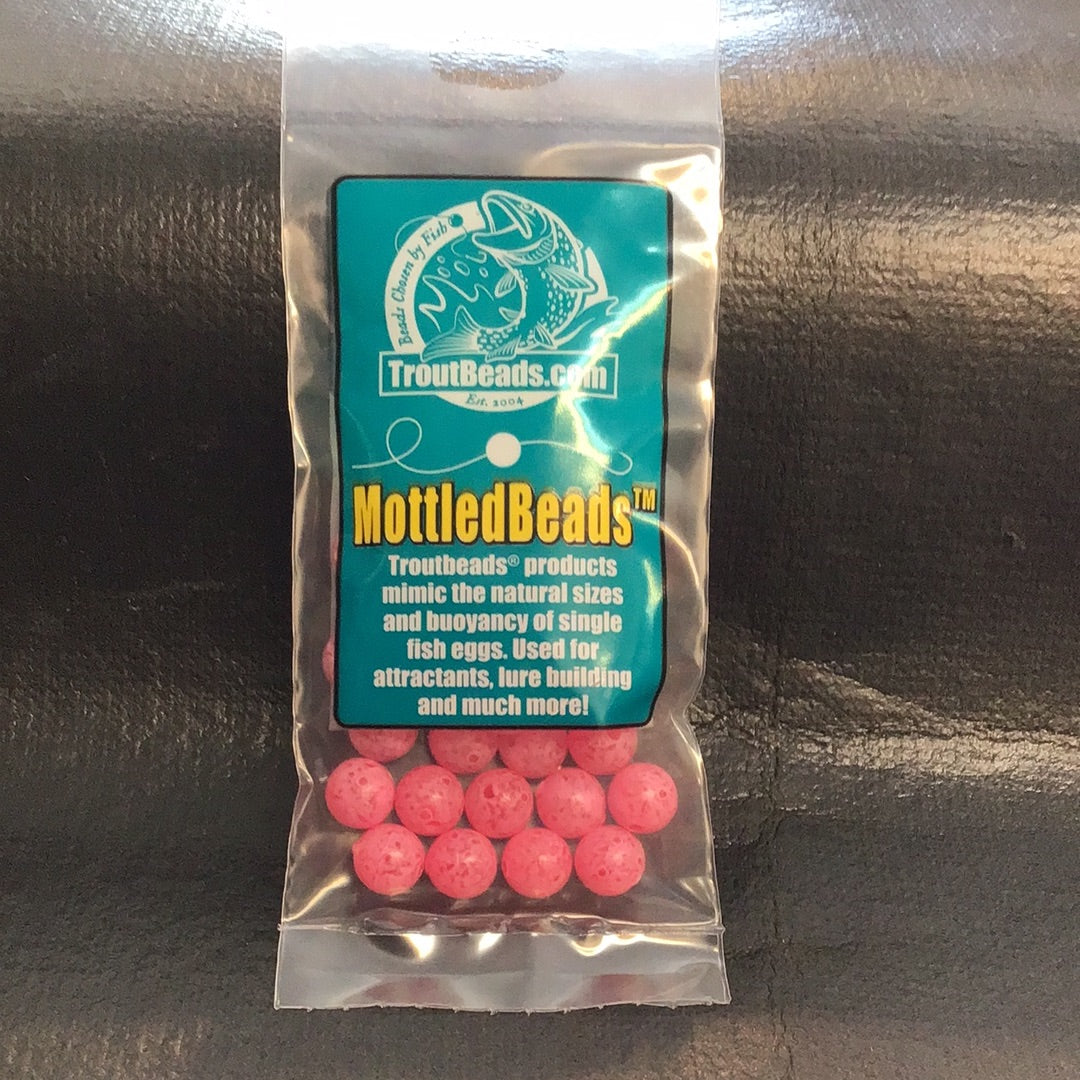 Beads Chosen by Fish
TroutBeads.com
Est. 2004
MottledBeads™
Troutbeads® products
mimic the natural sizes
and buoyancy of single
fish eggs. Used for
attractants, lure building
and much more!